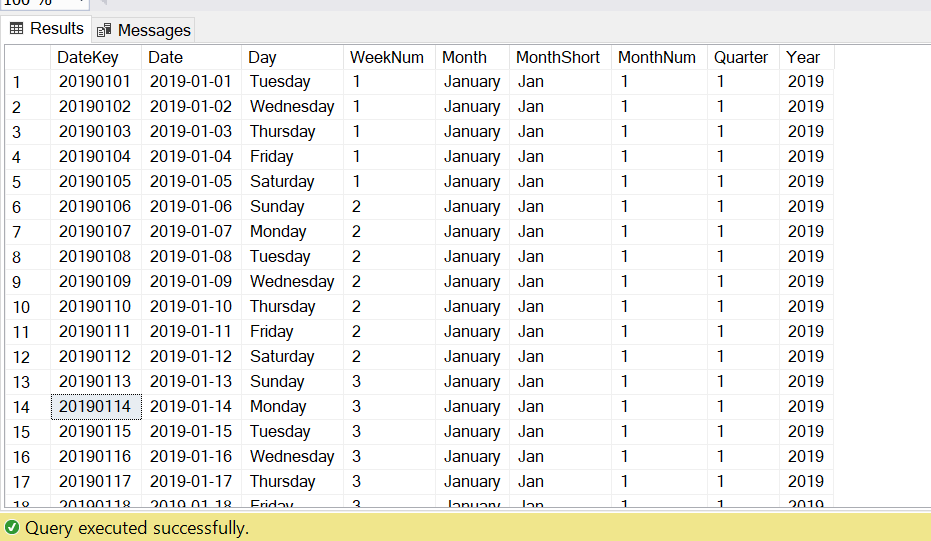 100 %
Results Messages
DateKey Date Day WeekNum Month MonthShort MonthNum Quarter Year
1 20190101 2019-01-01 Tuesday 1 January Jan 1 1 2019
2 20190102 2019-01-02 Wednesday 1 January Jan 1 1 2019
3 20190103 2019-01-03 Thursday 1 January Jan 1 1 2019
4 20190104 2019-01-04 Friday 1 January Jan 1 1 2019
5 20190105 2019-01-05 Saturday 1 January Jan 1 1 2019
6 20190106 2019-01-06 Sunday 2 January Jan 1 1 2019
7 20190107 2019-01-07 Monday 2 January Jan 1 1 2019
8 20190108 2019-01-08 Tuesday 2 January Jan 1 1 2019
9 20190109 2019-01-09 Wednesday 2 January Jan 1 1 2019
10 20190110 2019-01-10 Thursday 2 January Jan 1 1 2019
11 20190111 2019-01-11 Friday 2 January Jan 1 1 2019
12 20190112 2019-01-12 Saturday 2 January Jan 1 1 2019
13 20190113 2019-01-13 Sunday 3 January Jan 1 1 2019
14 20190114 2019-01-14 Monday 3 January Jan 1 1 2019
15 20190115 2019-01-15 Tuesday 3 January Jan 1 1 2019
16 20190116 2019-01-16 Wednesday 3 January Jan 1 1 2019
17 20190117 2019-01-17 Thursday 3 January Jan 1 1 2019
18 20190118 2019-01-18 Friday 3 January Jan 1 1 2019
Query executed successfully.